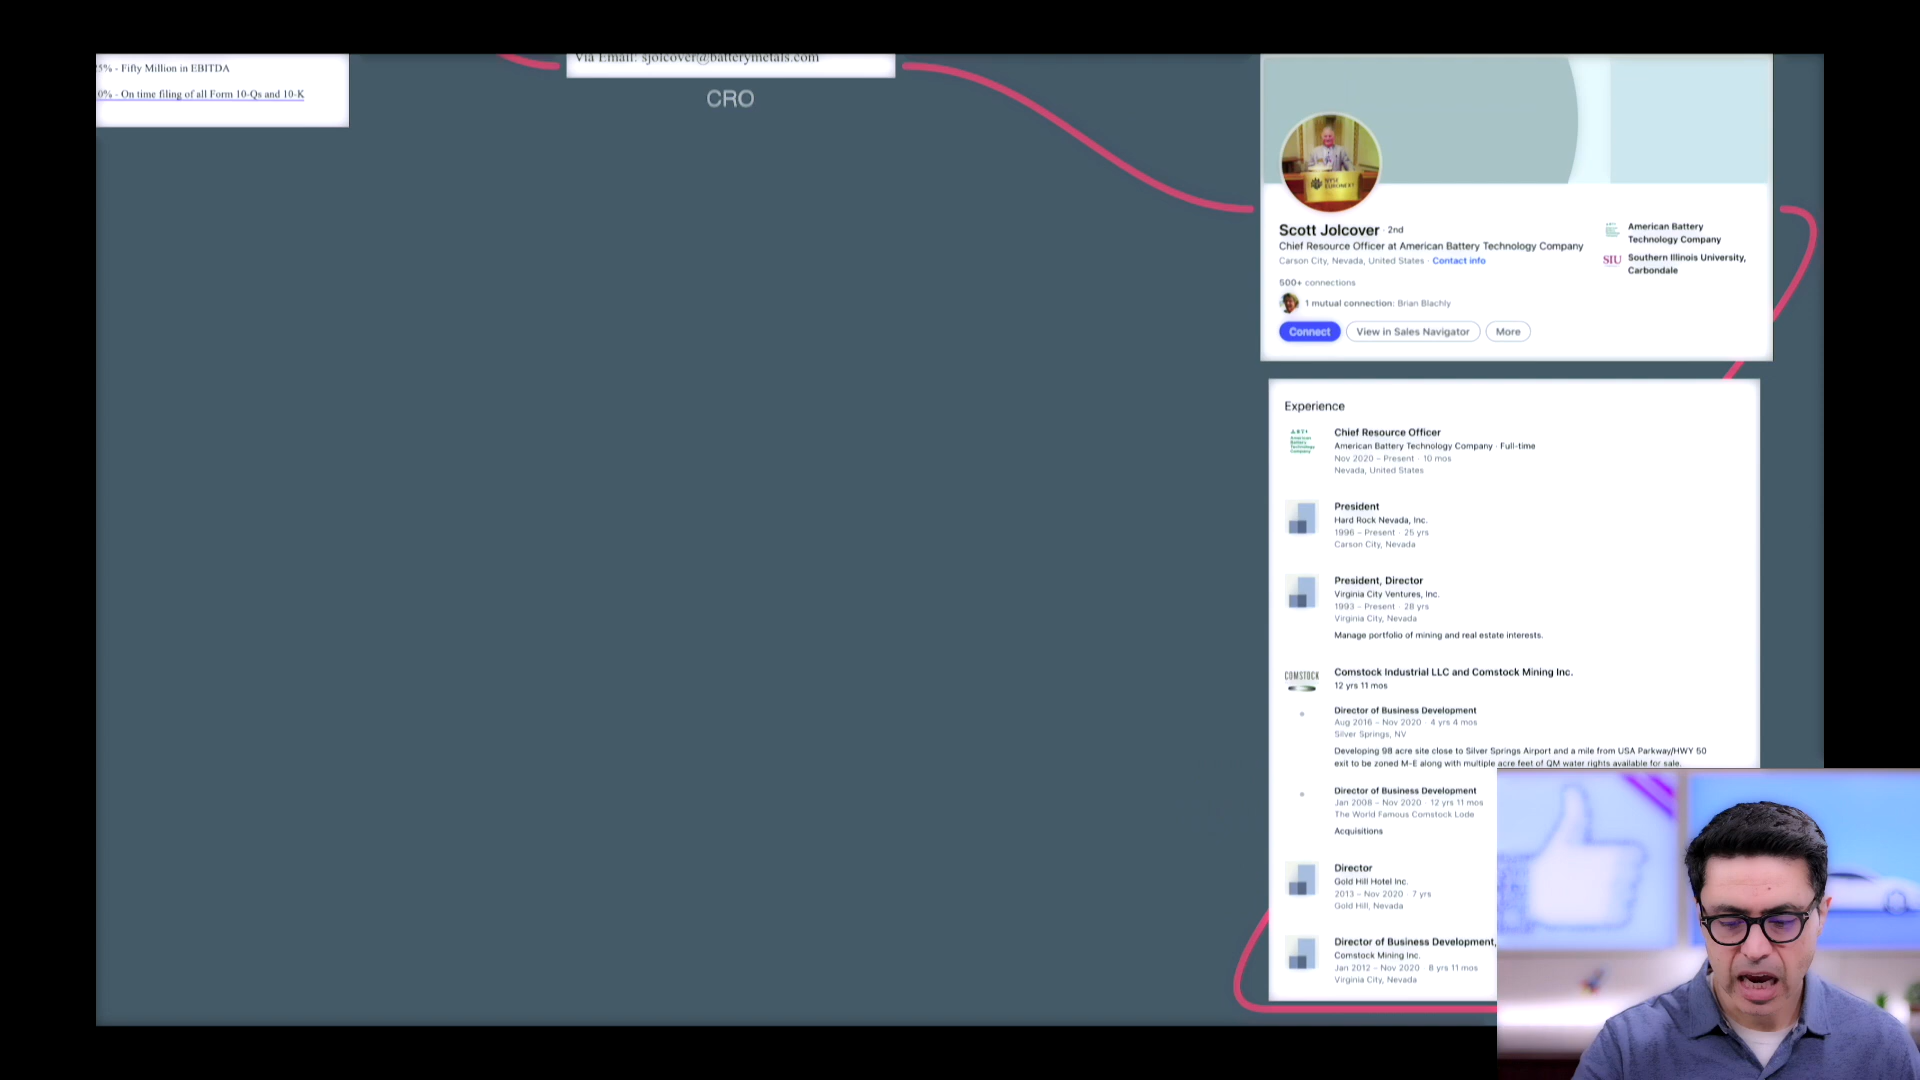 5% - Fifty Million in EBITDA
0% - On time filing of all Form 10-Qs and 10-K
Via Email: sjolcover@batterymetals.com
CRO
NYSE
EURONEXT
Scott Jolcover · 2nd
Chief Resource Officer at American Battery Technology Company
Carson City, Nevada, United States · Contact info
500+ connections
1 mutual connection: Brian Blachly
Connect
View in Sales Navigator
More
American Battery
Technology Company
SIU
Southern Illinois University,
Carbondale
Experience
American
Battery
Technology
Company
Chief Resource Officer
American Battery Technology Company · Full-time
Nov 2020 – Present · 10 mos
Nevada, United States
President
Hard Rock Nevada, Inc.
1996 – Present · 25 yrs
Carson City, Nevada
President, Director
Virginia City Ventures, Inc.
1993 – Present · 28 yrs
Virginia City, Nevada
Manage portfolio of mining and real estate interests.
COMSTOCK
Comstock Industrial LLC and Comstock Mining Inc.
12 yrs 11 mos
Director of Business Development
Aug 2016 – Nov 2020 · 4 yrs 4 mos
Silver Springs, NV
Developing 98 acre site close to Silver Springs Airport and a mile from USA Parkway/HWY 50
exit to be zoned M-E along with multiple acre feet of QM water rights available for sale.
Director of Business Development
Jan 2008 – Nov 2020 · 12 yrs 11 mos
The World Famous Comstock Lode
Acquisitions
Director
Gold Hill Hotel Inc.
2013 – Nov 2020 · 7 yrs
Gold Hill, Nevada
Director of Business Development,
Comstock Mining Inc.
Jan 2012 – Nov 2020 · 8 yrs 11 mos
Virginia City, Nevada